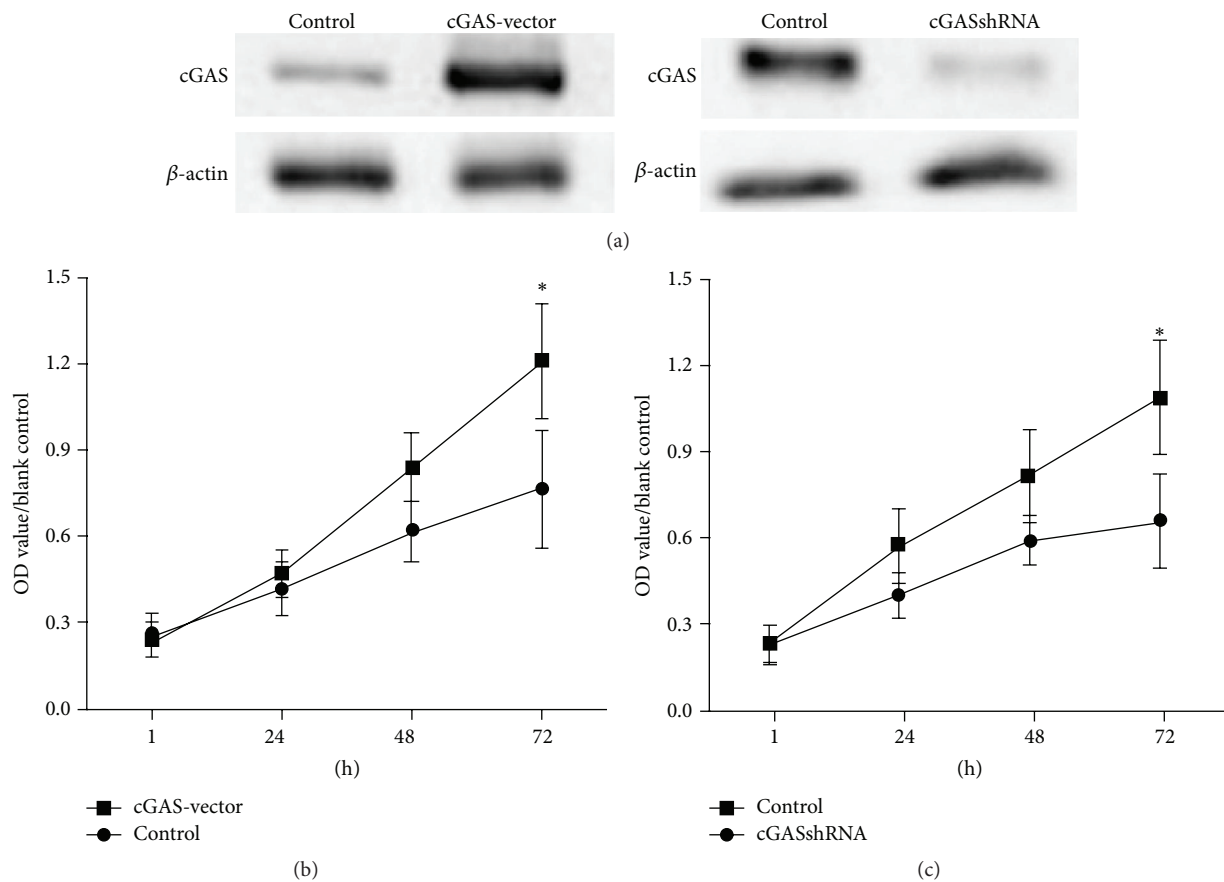 Control cGAS-vector
cGAS
β-actin
Control cGASshRNA
cGAS
β-actin
(a)
OD value/blank control
1.5
1.2
0.9
0.6
0.3
0.0
*
1 24 48 72
(h)
cGAS-vector
Control
(b)
OD value/blank control
1.5
1.2
0.9
0.6
0.3
0.0
*
1 24 48 72
(h)
Control
cGASshRNA
(c)